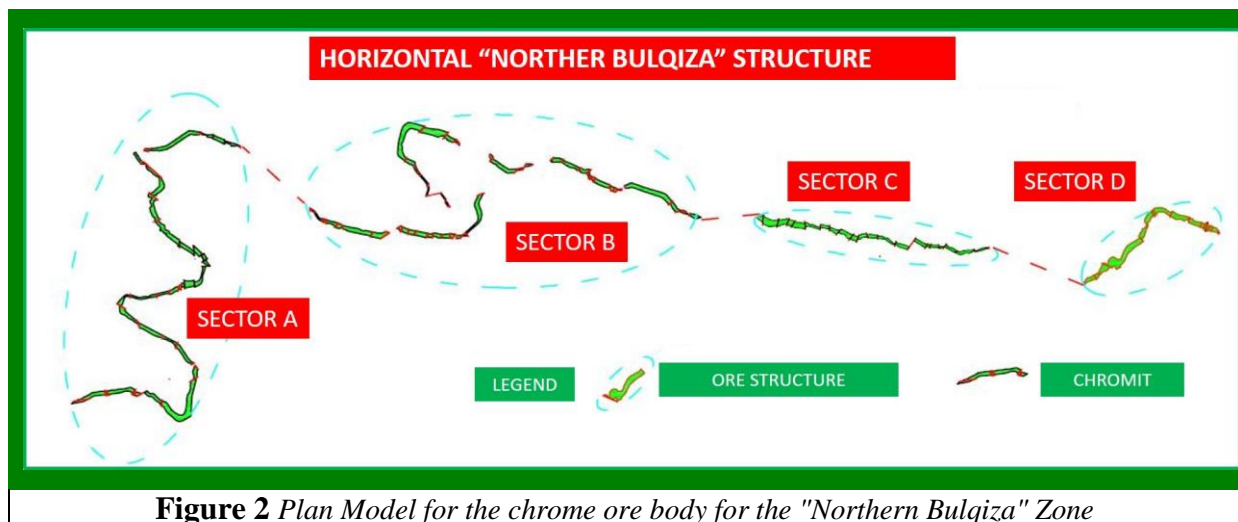 HORIZONTAL “NORTHER BULQIZA” STRUCTURE
SECTOR C
SECTOR D
SECTOR B
SECTOR A
LEGEND
ORE STRUCTURE
CHROMIT
Figure 2 Plan Model for the chrome ore body for the "Northern Bulqiza" Zone